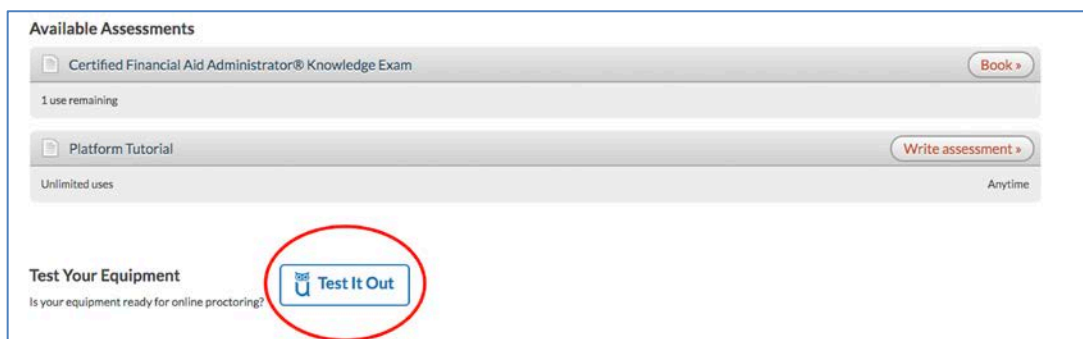 Available Assessments
Certified Financial Aid Administrator® Knowledge Exam
Book »
1 use remaining
Platform Tutorial
Write assessment »
Unlimited uses
Anytime
Test Your Equipment
Test It Out
Is your equipment ready for online proctoring?